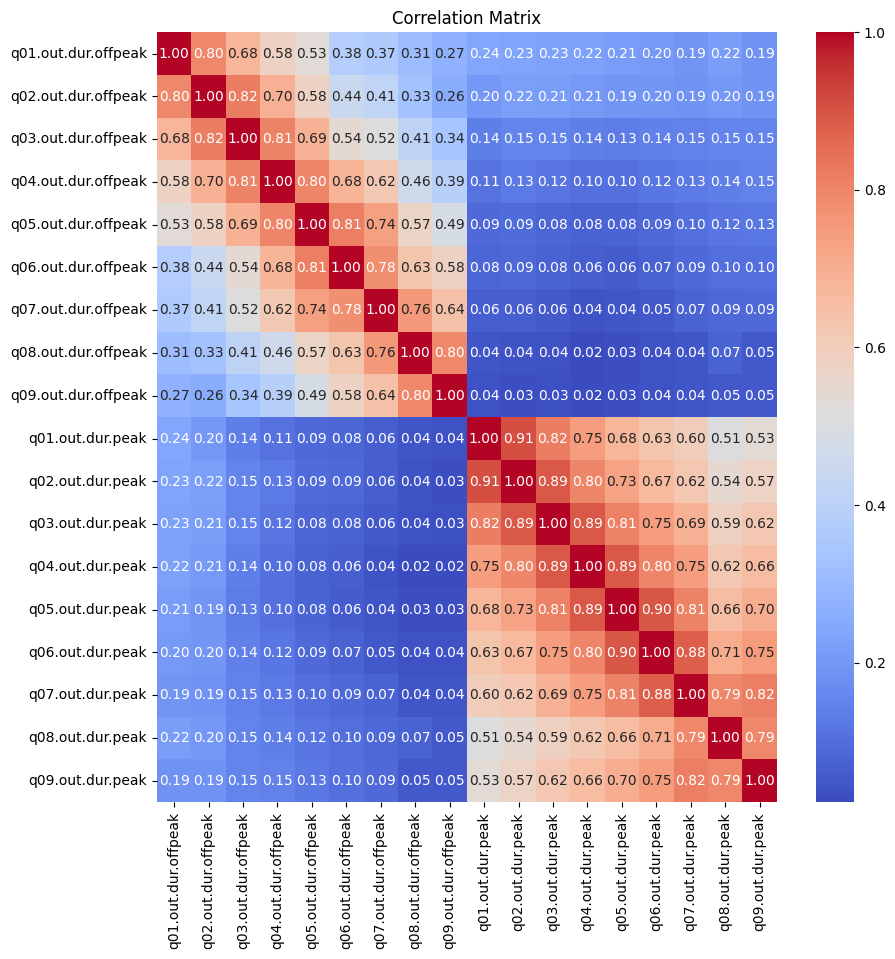 Correlation Matrix
q01.out.dur.offpeak 1.00 0.80 0.68 0.58 0.53 0.38 0.37 0.31 0.27 0.24 0.23 0.23 0.22 0.21 0.20 0.19 0.22 0.19
q02.out.dur.offpeak 0.80 1.00 0.82 0.70 0.58 0.44 0.41 0.33 0.26 0.20 0.22 0.21 0.21 0.19 0.20 0.19 0.20 0.19
q03.out.dur.offpeak 0.68 0.82 1.00 0.81 0.69 0.54 0.52 0.41 0.34 0.14 0.15 0.15 0.14 0.13 0.14 0.15 0.15 0.15
q04.out.dur.offpeak 0.58 0.70 0.81 1.00 0.80 0.68 0.62 0.46 0.39 0.11 0.13 0.12 0.10 0.10 0.12 0.13 0.14 0.15
q05.out.dur.offpeak 0.53 0.58 0.69 0.80 1.00 0.81 0.74 0.57 0.49 0.09 0.09 0.08 0.08 0.08 0.09 0.10 0.12 0.13
q06.out.dur.offpeak 0.38 0.44 0.54 0.68 0.81 1.00 0.78 0.63 0.58 0.08 0.09 0.08 0.06 0.06 0.07 0.09 0.10 0.10
q07.out.dur.offpeak 0.37 0.41 0.52 0.62 0.74 0.78 1.00 0.76 0.64 0.06 0.06 0.06 0.04 0.04 0.05 0.07 0.09 0.09
q08.out.dur.offpeak 0.31 0.33 0.41 0.46 0.57 0.63 0.76 1.00 0.80 0.04 0.04 0.04 0.02 0.03 0.04 0.04 0.07 0.05
q09.out.dur.offpeak 0.27 0.26 0.34 0.39 0.49 0.58 0.64 0.80 1.00 0.04 0.03 0.03 0.02 0.03 0.04 0.04 0.05 0.05
q01.out.dur.peak 0.24 0.20 0.14 0.11 0.09 0.08 0.06 0.04 0.04 1.00 0.91 0.82 0.75 0.68 0.63 0.60 0.51 0.53
q02.out.dur.peak 0.23 0.22 0.15 0.13 0.09 0.09 0.06 0.04 0.03 0.91 1.00 0.89 0.80 0.73 0.67 0.62 0.54 0.57
q03.out.dur.peak 0.23 0.21 0.15 0.12 0.08 0.08 0.06 0.04 0.03 0.82 0.89 1.00 0.89 0.81 0.75 0.69 0.59 0.62
q04.out.dur.peak 0.22 0.21 0.14 0.10 0.08 0.06 0.04 0.02 0.02 0.75 0.80 0.89 1.00 0.89 0.80 0.75 0.62 0.66
q05.out.dur.peak 0.21 0.19 0.13 0.10 0.08 0.06 0.04 0.03 0.03 0.68 0.73 0.81 0.89 1.00 0.90 0.81 0.66 0.70
q06.out.dur.peak 0.20 0.20 0.14 0.12 0.09 0.07 0.05 0.04 0.04 0.63 0.67 0.75 0.80 0.90 1.00 0.88 0.71 0.75
q07.out.dur.peak 0.19 0.19 0.15 0.13 0.10 0.09 0.07 0.04 0.04 0.60 0.62 0.69 0.75 0.81 0.88 1.00 0.79 0.82
q08.out.dur.peak 0.22 0.20 0.15 0.14 0.12 0.10 0.09 0.07 0.05 0.51 0.54 0.59 0.62 0.66 0.71 0.79 1.00 0.79
q09.out.dur.peak 0.19 0.19 0.15 0.15 0.13 0.10 0.09 0.05 0.05 0.53 0.57 0.62 0.66 0.70 0.75 0.82 0.79 1.00
q01.out.dur.offpeak
q02.out.dur.offpeak
q03.out.dur.offpeak
q04.out.dur.offpeak
q05.out.dur.offpeak
q06.out.dur.offpeak
q07.out.dur.offpeak
q08.out.dur.offpeak
q09.out.dur.offpeak
q01.out.dur.peak
q02.out.dur.peak
q03.out.dur.peak
q04.out.dur.peak
q05.out.dur.peak
q06.out.dur.peak
q07.out.dur.peak
q08.out.dur.peak
q09.out.dur.peak
1.0
0.8
0.6
0.4
0.2